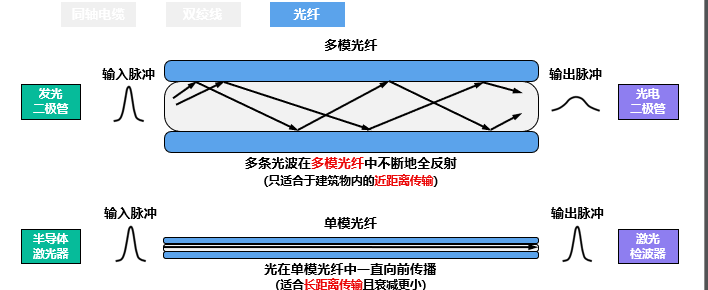 同轴电缆 双绞线 光纤
多模光纤
输入脉冲 输出脉冲
发光
二极管
光电
二极管
多条光波在多模光纤中不断地全反射
(只适合于建筑物内的近距离传输)
输入脉冲 单模光纤 输出脉冲
半导体
激光器
激光
检波器
光在单模光纤中一直向前传播
(适合长距离传输且衰减更小)